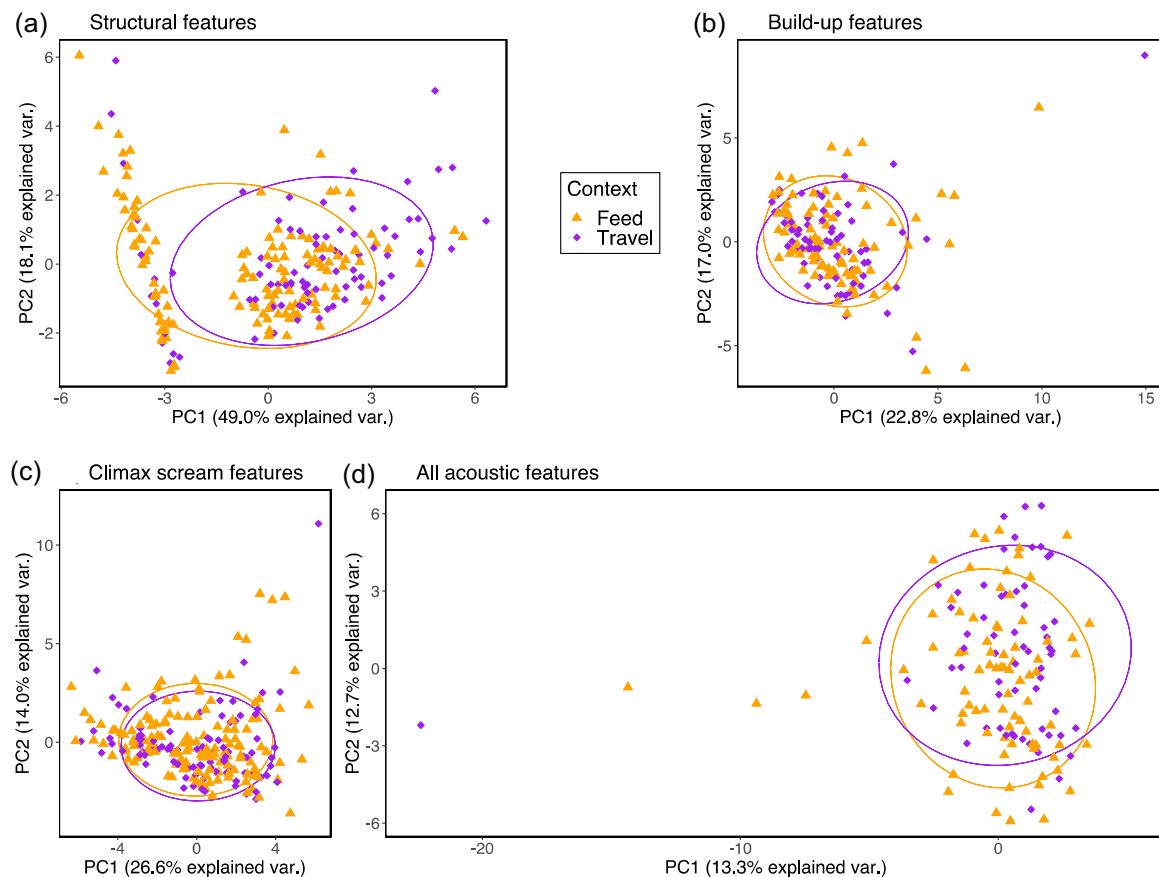 (a) Structural features
6
4
2
0
-2
-6 -3 0 3 6
PC1 (49.0% explained var.)
PC2 (18.1% explained var.)
Context
Feed
Travel
(b) Build-up features
5
0
-5
0 5 10 15
PC1 (22.8% explained var.)
PC2 (17.0% explained var.)
(c) Climax scream features
10
5
0
-4 0 4
PC1 (26.6% explained var.)
PC2 (14.0% explained var.)
(d) All acoustic features
6
3
0
-3
-6
-20 -10 0
PC1 (13.3% explained var.)
PC2 (12.7% explained var.)